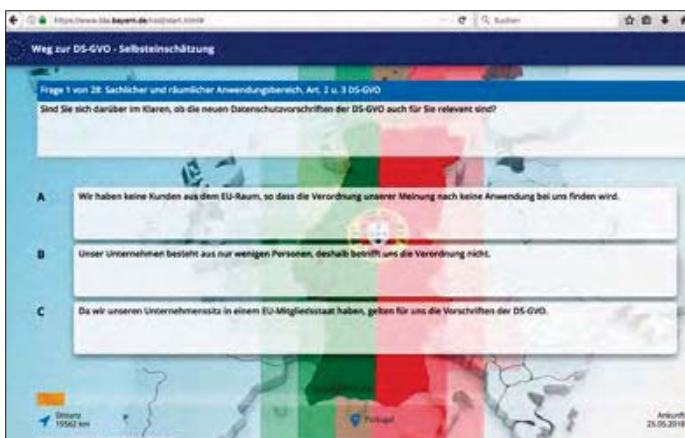 https://www.lda.bayern.de/tool/start.html#
Suchen
Weg zur DS-GVO - Selbsteinschätzung
Frage 1 von 28: Sachlicher und räumlicher Anwendungsbereich, Art. 2 u. 3 DS-GVO
Sind Sie sich darüber im Klaren, ob die neuen Datenschutzvorschriften der DS-GVO auch für Sie relevant sind?
A
Wir haben keine Kunden aus dem EU-Raum, so dass die Verordnung unserer Meinung nach keine Anwendung bei uns finden wird.
B
Unser Unternehmen besteht aus nur wenigen Personen, deshalb betrifft uns die Verordnung nicht.
C
Da wir unseren Unternehmenssitz in einem EU-Mitgliedsstaat haben, gelten für uns die Vorschriften der DS-GVO.
Distanz
19562 km
Portugal
Ankunft
25.05.2018